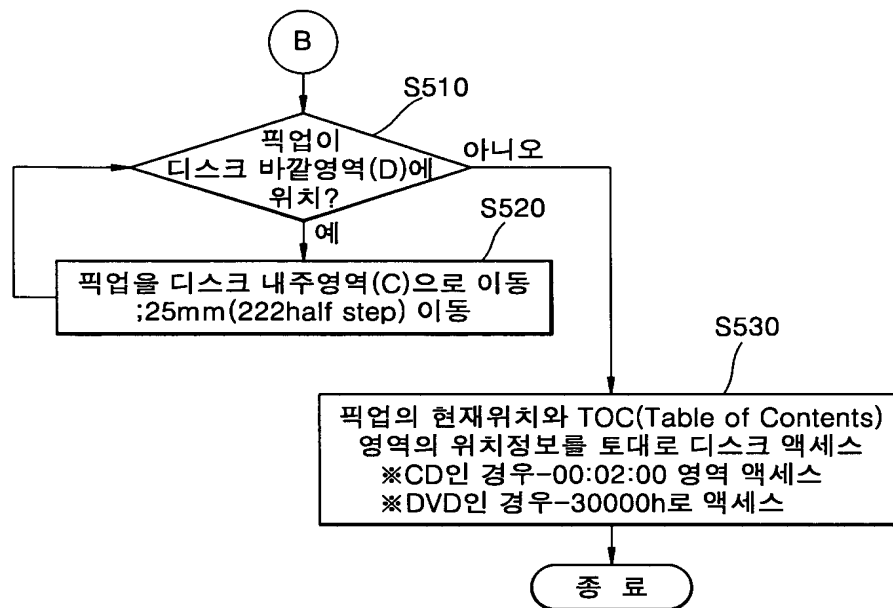 B
S510
픽업이
디스크 바깥영역(D)에
위치?
아니오
예
S520
픽업을 디스크 내주영역(C)으로 이동
;25mm(222half step) 이동
S530
픽업의 현재위치와 TOC(Table of Contents)
영역의 위치정보를 토대로 디스크 액세스
※CD인 경우-00:02:00 영역 액세스
※DVD인 경우-30000h로 액세스
종 료